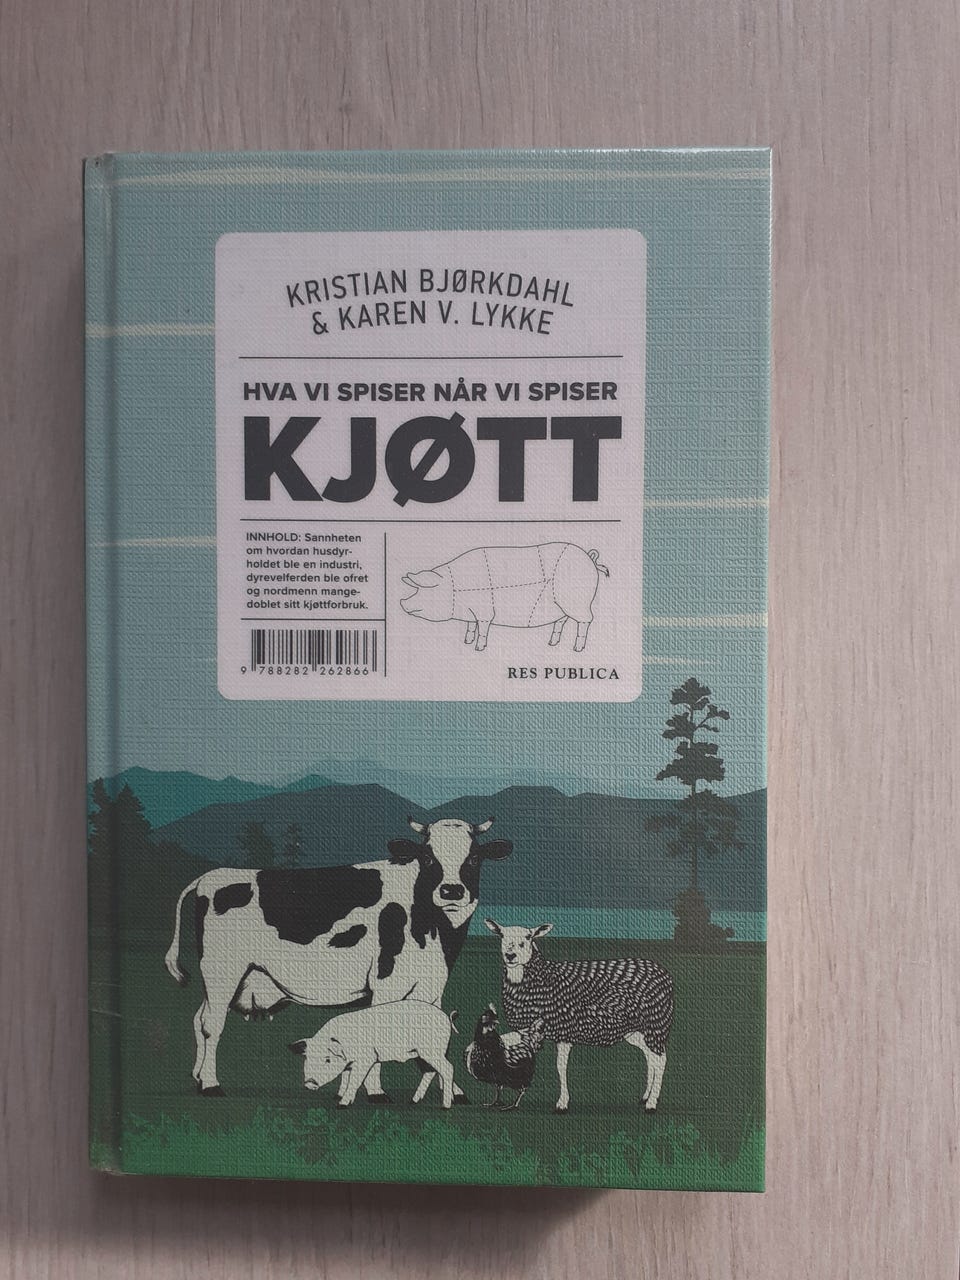 KRISTIAN BJØRKDAHL
& KAREN V. LYKKE
HVA VI SPISER NÅR VI SPISER
KJØTT
INNHOLD: Sannheten
om hvordan husdyr-
holdet ble en industri,
dyrevelferden ble ofret
og nordmenn mange-
doblet sitt kjøttforbruk.
9 788282 262866
RES PUBLICA